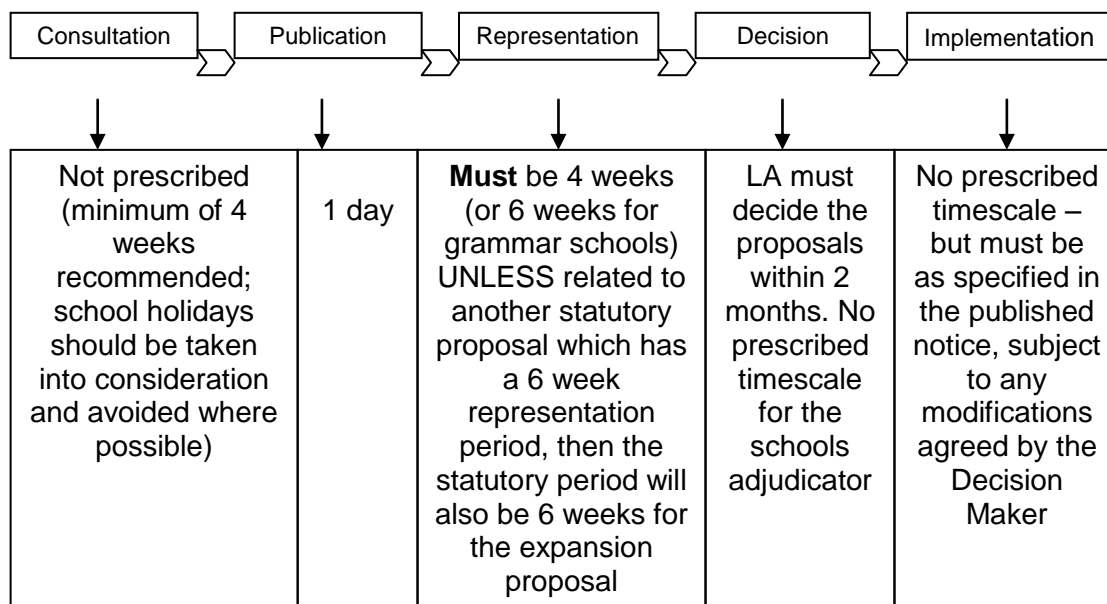 Consultation
Publication
Representation
Decision
Implementation
Not prescribed
(minimum of 4
weeks
recommended;
school holidays
should be taken
into consideration
and avoided where
possible)
1 day
Must be 4 weeks
(or 6 weeks for
grammar schools)
UNLESS related to
another statutory
proposal which has
a 6 week
representation
period, then the
statutory period will
also be 6 weeks for
the expansion
proposal
LA must
decide the
proposals
within 2
months. No
prescribed
timescale
for the
schools
adjudicator
No prescribed
timescale –
but must be
as specified in
the published
notice, subject
to any
modifications
agreed by the
Decision
Maker